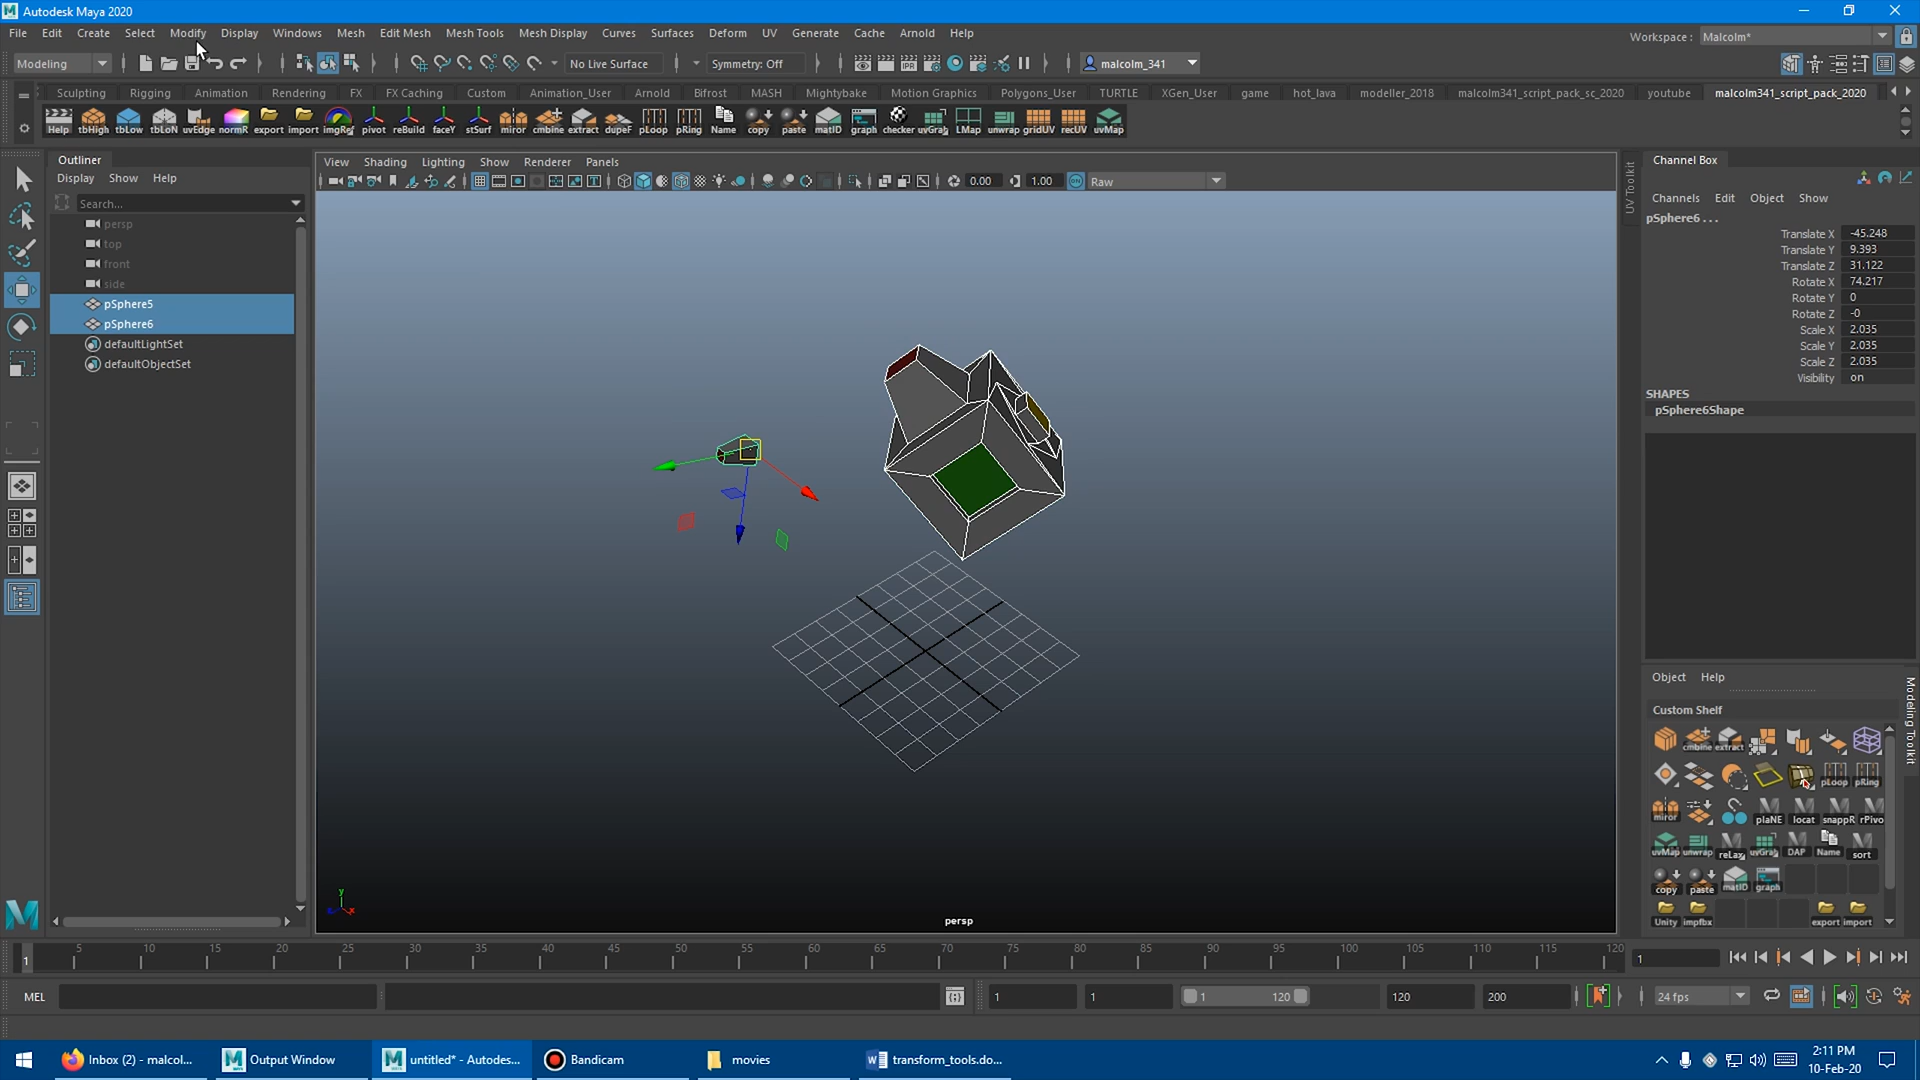 Autodesk Maya 2020
File Edit Create Select Modify Display Windows Mesh Edit Mesh Mesh Tools Mesh Display Curves Surfaces Deform UV Generate Cache Arnold Help
Workspace : Malcolm*
Modeling No Live Surface Symmetry: Off malcolm_341
Sculpting Rigging Animation Rendering FX FX Caching Custom Animation_User Arnold Bifrost MASH Mightybake Motion Graphics Polygons_User TURTLE XGen_User game hot_lava modeller_2018 malcolm341_script_pack_sc_2020 youtube malcolm341_script_pack_2020
Help tbHigh tbLow tbLoN uvEdge normR export import imgRef pivot reBuild faceY stSurf miror cmbine extract dupeF pLoop pRing Name copy paste matID graph checker uvGrab LMap unwrap gridUV recUV uvMap
Outliner
Display Show Help
Search...
persp
top
front
side
pSphere5
pSphere6
defaultLightSet
defaultObjectSet
View Shading Lighting Show Renderer Panels
0.00 1.00 Raw
y
x
persp
UV Toolkit
Channel Box
Channels Edit Object Show
pSphere6 . . .
Translate X -45.248
Translate Y 9.393
Translate Z 31.122
Rotate X 74.217
Rotate Y 0
Rotate Z -0
Scale X 2.035
Scale Y 2.035
Scale Z 2.035
Visibility on
SHAPES
pSphere6Shape
Object Help
Modeling Toolkit
Custom Shelf
cmbine extract
pLoop pRing
miror plaNE locat snappR rPivo
uvMap unwrap reLax uvGrab DAP Name sort
copy paste matID graph
Unity impfbx export import
1 5 10 15 20 25 30 35 40 45 50 55 60 65 70 75 80 85 90 95 100 105 110 115 120 1
MEL 1 1 1 120 120 200 24 fps
Inbox (2) - malcol... Output Window untitled* - Autodes... Bandicam movies transform_tools.do...
2:11 PM
10-Feb-20